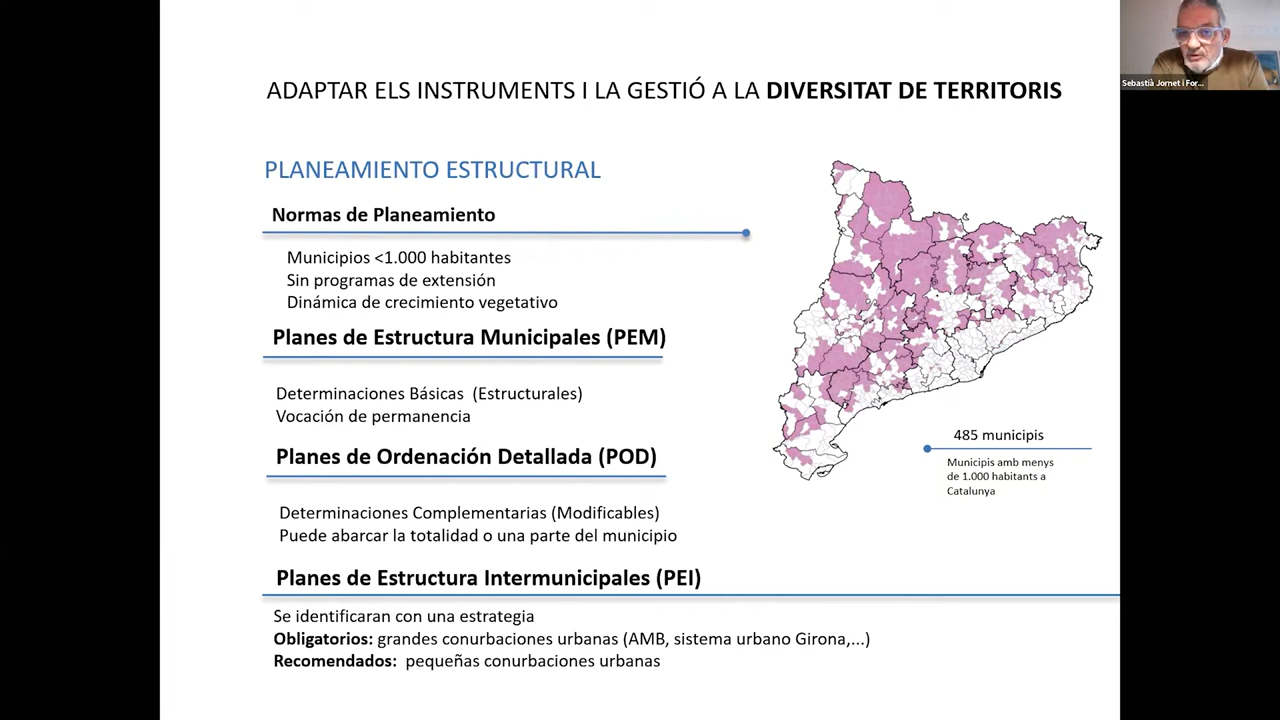 Sebastià Jornet i For...
ADAPTAR ELS INSTRUMENTS I LA GESTIÓ A LA DIVERSITAT DE TERRITORIS
PLANEAMIENTO ESTRUCTURAL
Normas de Planeamiento
Municipios <1.000 habitantes
Sin programas de extensión
Dinámica de crecimiento vegetativo
Planes de Estructura Municipales (PEM)
Determinaciones Básicas (Estructurales)
Vocación de permanencia
Planes de Ordenación Detallada (POD)
Determinaciones Complementarias (Modificables)
Puede abarcar la totalidad o una parte del municipio
Planes de Estructura Intermunicipales (PEI)
Se identificaran con una estrategia
Obligatorios: grandes conurbaciones urbanas (AMB, sistema urbano Girona,...)
Recomendados: pequeñas conurbaciones urbanas
485 municipis
Municipis amb menys
de 1.000 habitants a
Catalunya